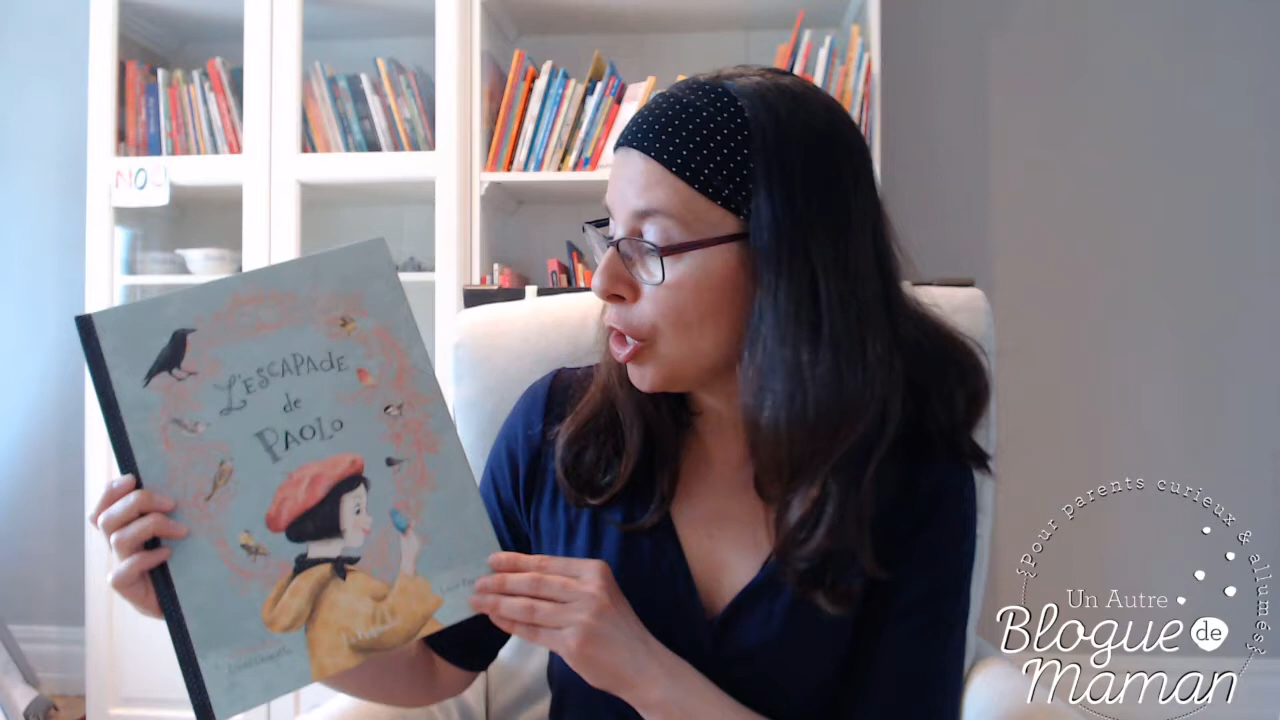 NOU
L'ESCAPADE
de
PAOLO
{Pour parents curieux & allumés}
Un Autre
Blogue de
Maman